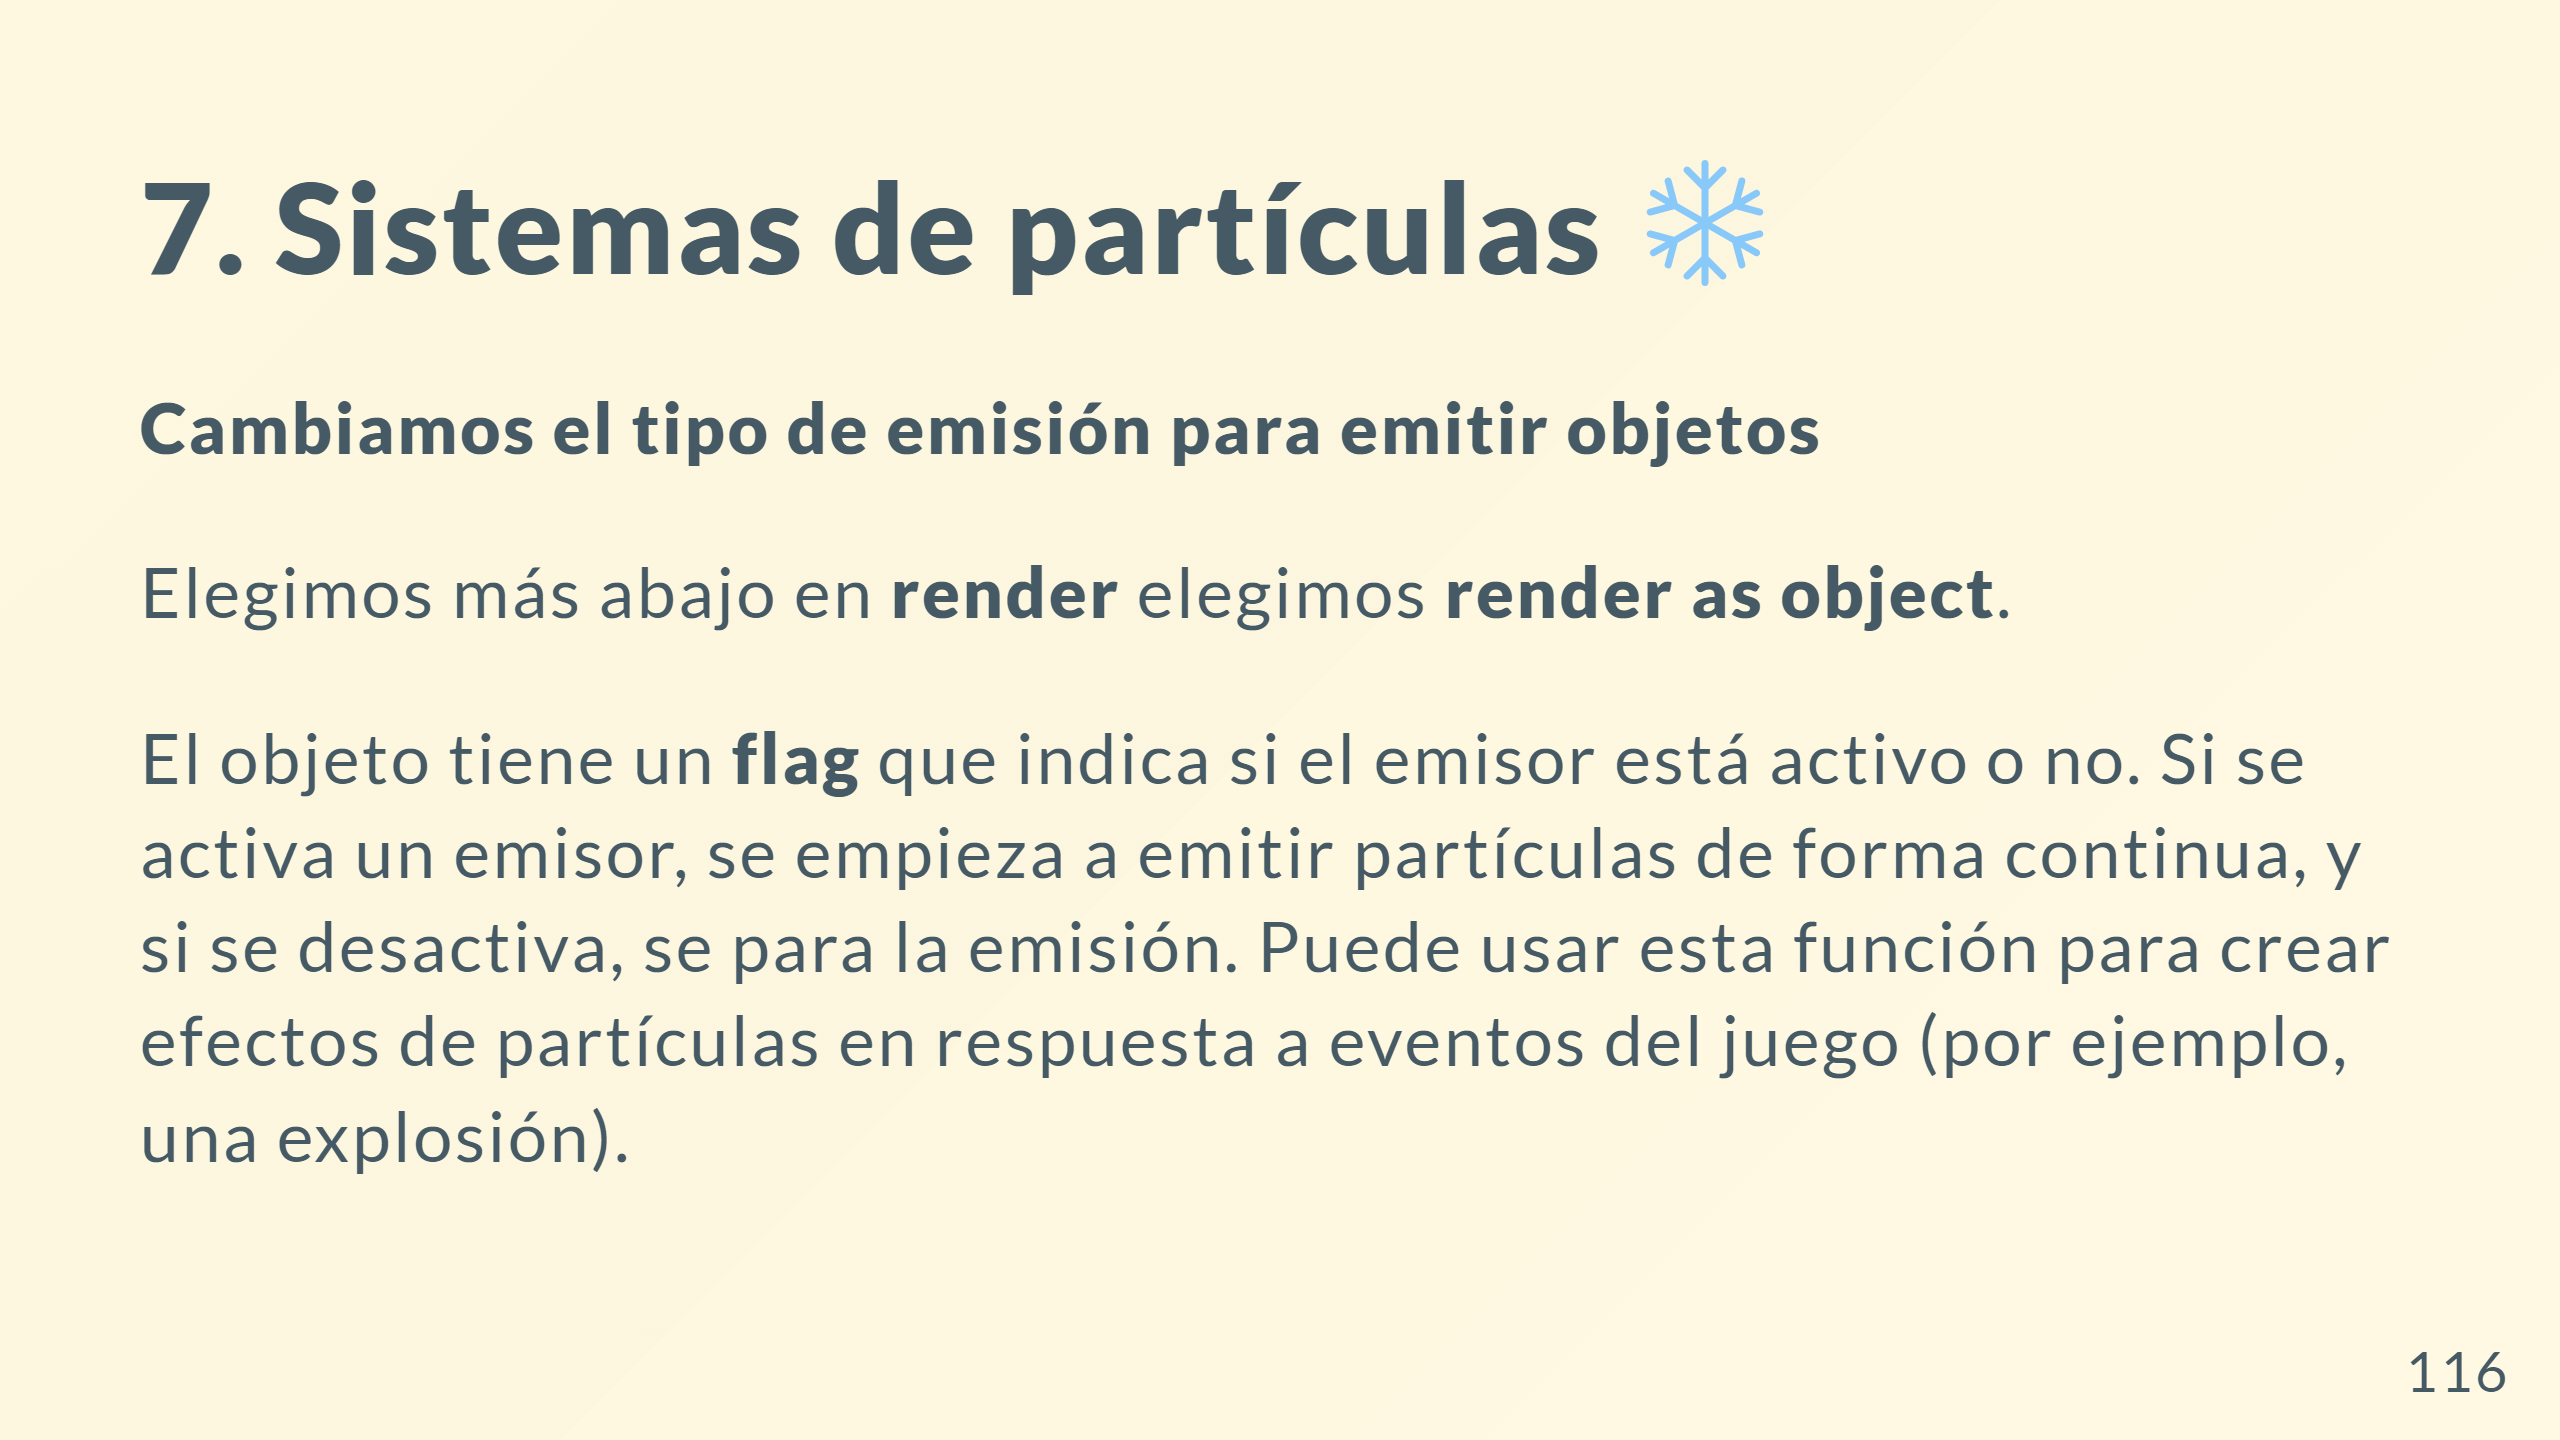 7. Sistemas de partículas ❄
Cambiamos el tipo de emisión para emitir objetos
Elegimos más abajo en render elegimos render as object.
El objeto tiene un flag que indica si el emisor está activo o no. Si se
activa un emisor, se empieza a emitir partículas de forma continua, y
si se desactiva, se para la emisión. Puede usar esta función para crear
efectos de partículas en respuesta a eventos del juego (por ejemplo,
una explosión).
116